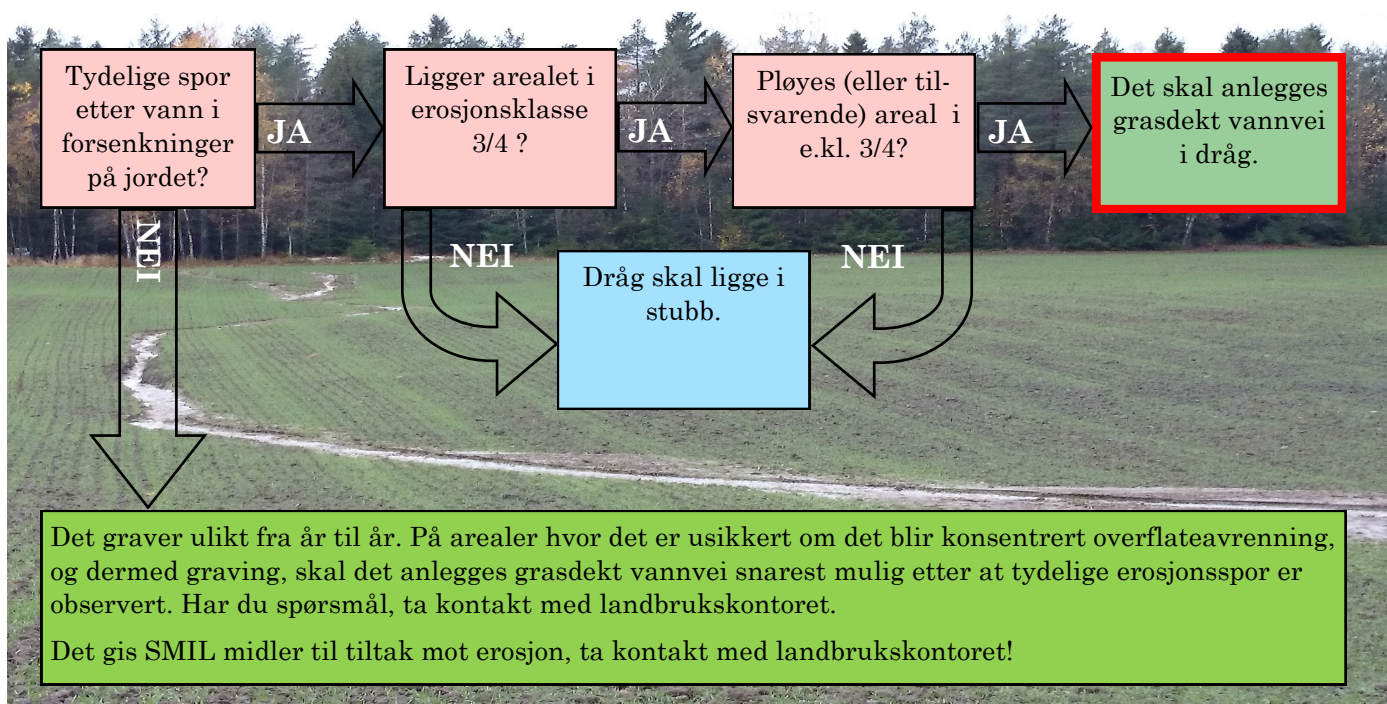 Tydelige spor
etter vann i
forsenkninger
på jordet?
JA
Ligger arealet i
erosjonsklasse
3/4 ?
JA
Pløyes (eller til-
svarende) areal i
e.kl. 3/4?
JA
Det skal anlegges
grasdekt vannvei
i dråg.
NEI
NEI
NEI
Dråg skal ligge i
stubb.
Det graver ulikt fra år til år. På arealer hvor det er usikkert om det blir konsentrert overflateavrenning,
og dermed graving, skal det anlegges grasdekt vannvei snarest mulig etter at tydelige erosjonsspor er
observert. Har du spørsmål, ta kontakt med landbrukskontoret.
Det gis SMIL midler til tiltak mot erosjon, ta kontakt med landbrukskontoret!